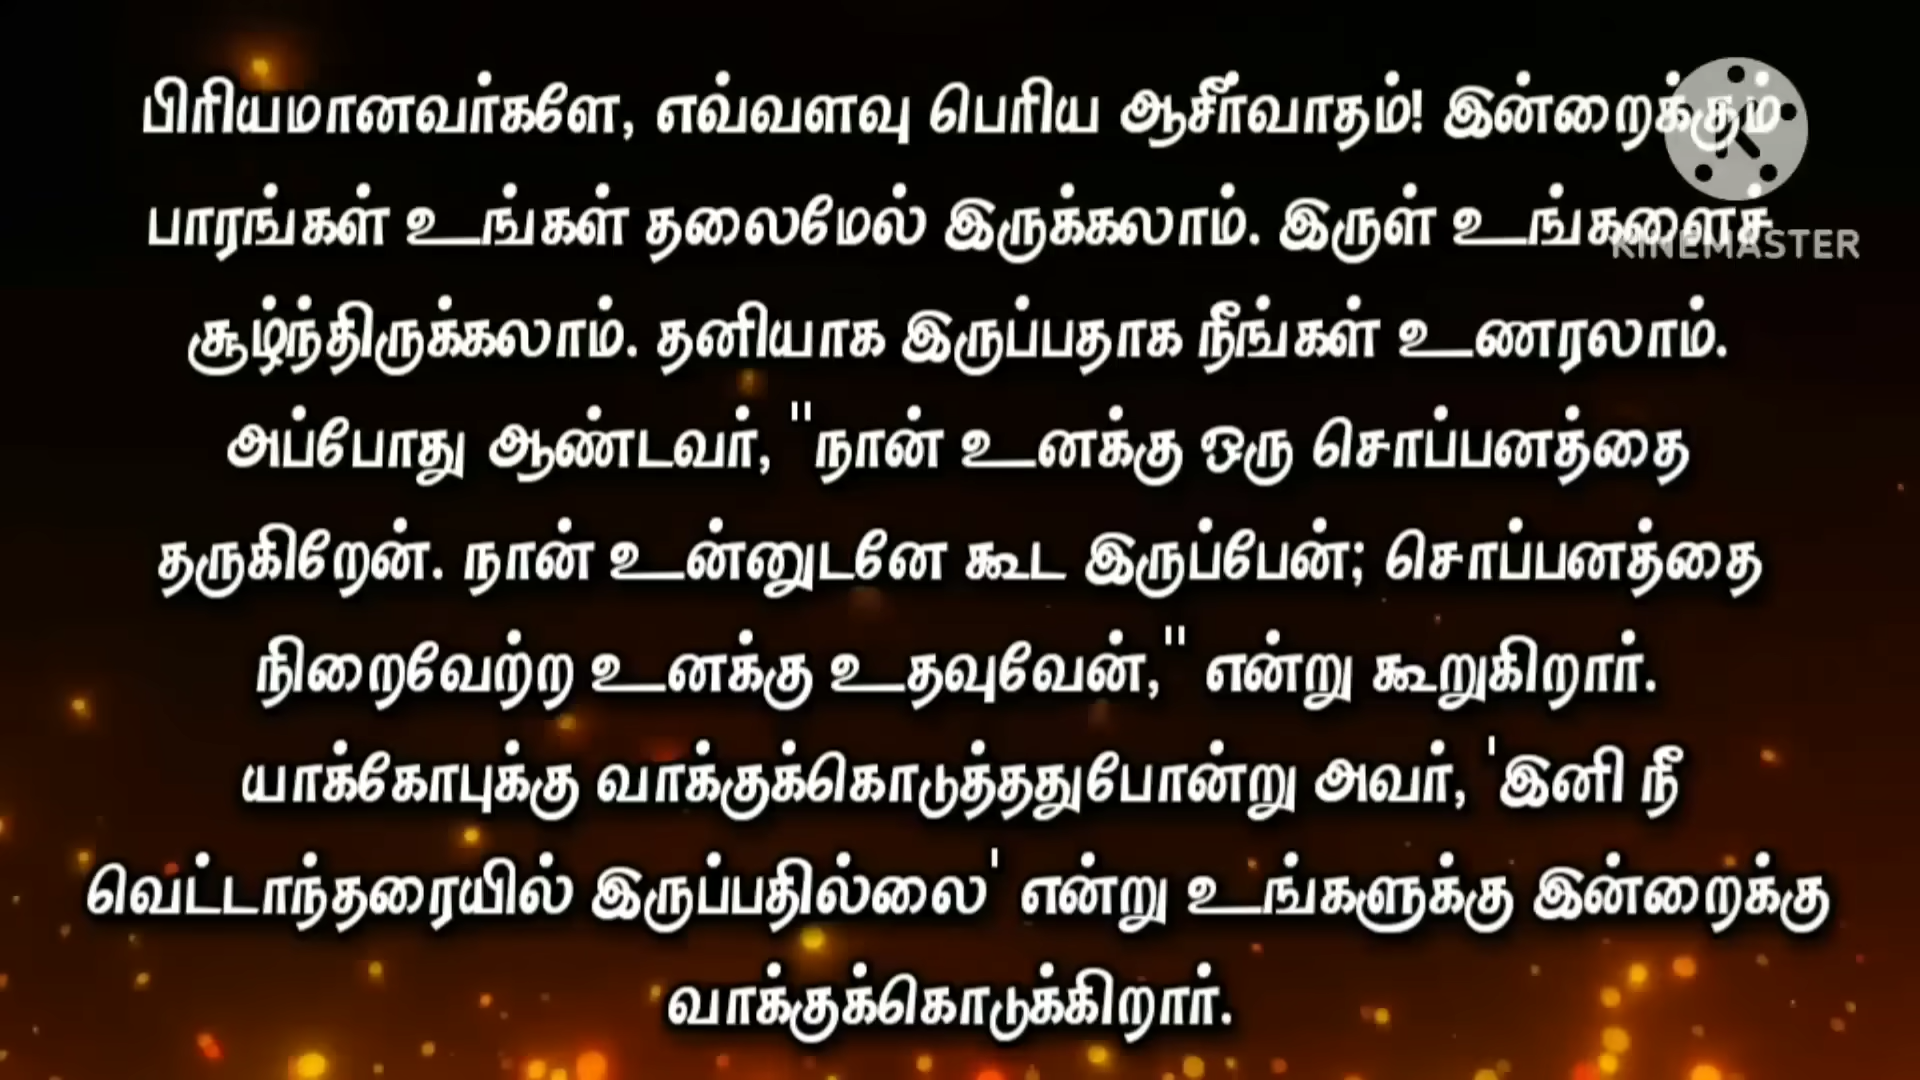 பிரியமானவர்களே, எவ்வளவு பெரிய ஆசீர்வாதம்! இன்றைக்கும்
பாரங்கள் உங்கள் தலைமேல் இருக்கலாம். இருள் உங்களைச்
KINEMASTER
சூழ்ந்திருக்கலாம். தனியாக இருப்பதாக நீங்கள் உணரலாம்.
அப்போது ஆண்டவர், "நான் உனக்கு ஒரு சொப்பனத்தை
தருகிறேன். நான் உன்னுடனே கூட இருப்பேன்; சொப்பனத்தை
நிறைவேற்ற உனக்கு உதவுவேன்," என்று கூறுகிறார்.
யாக்கோபுக்கு வாக்குக்கொடுத்ததுபோன்று அவர், 'இனி நீ
வெட்டாந்தரையில் இருப்பதில்லை' என்று உங்களுக்கு இன்றைக்கு
வாக்குக்கொடுக்கிறார்.